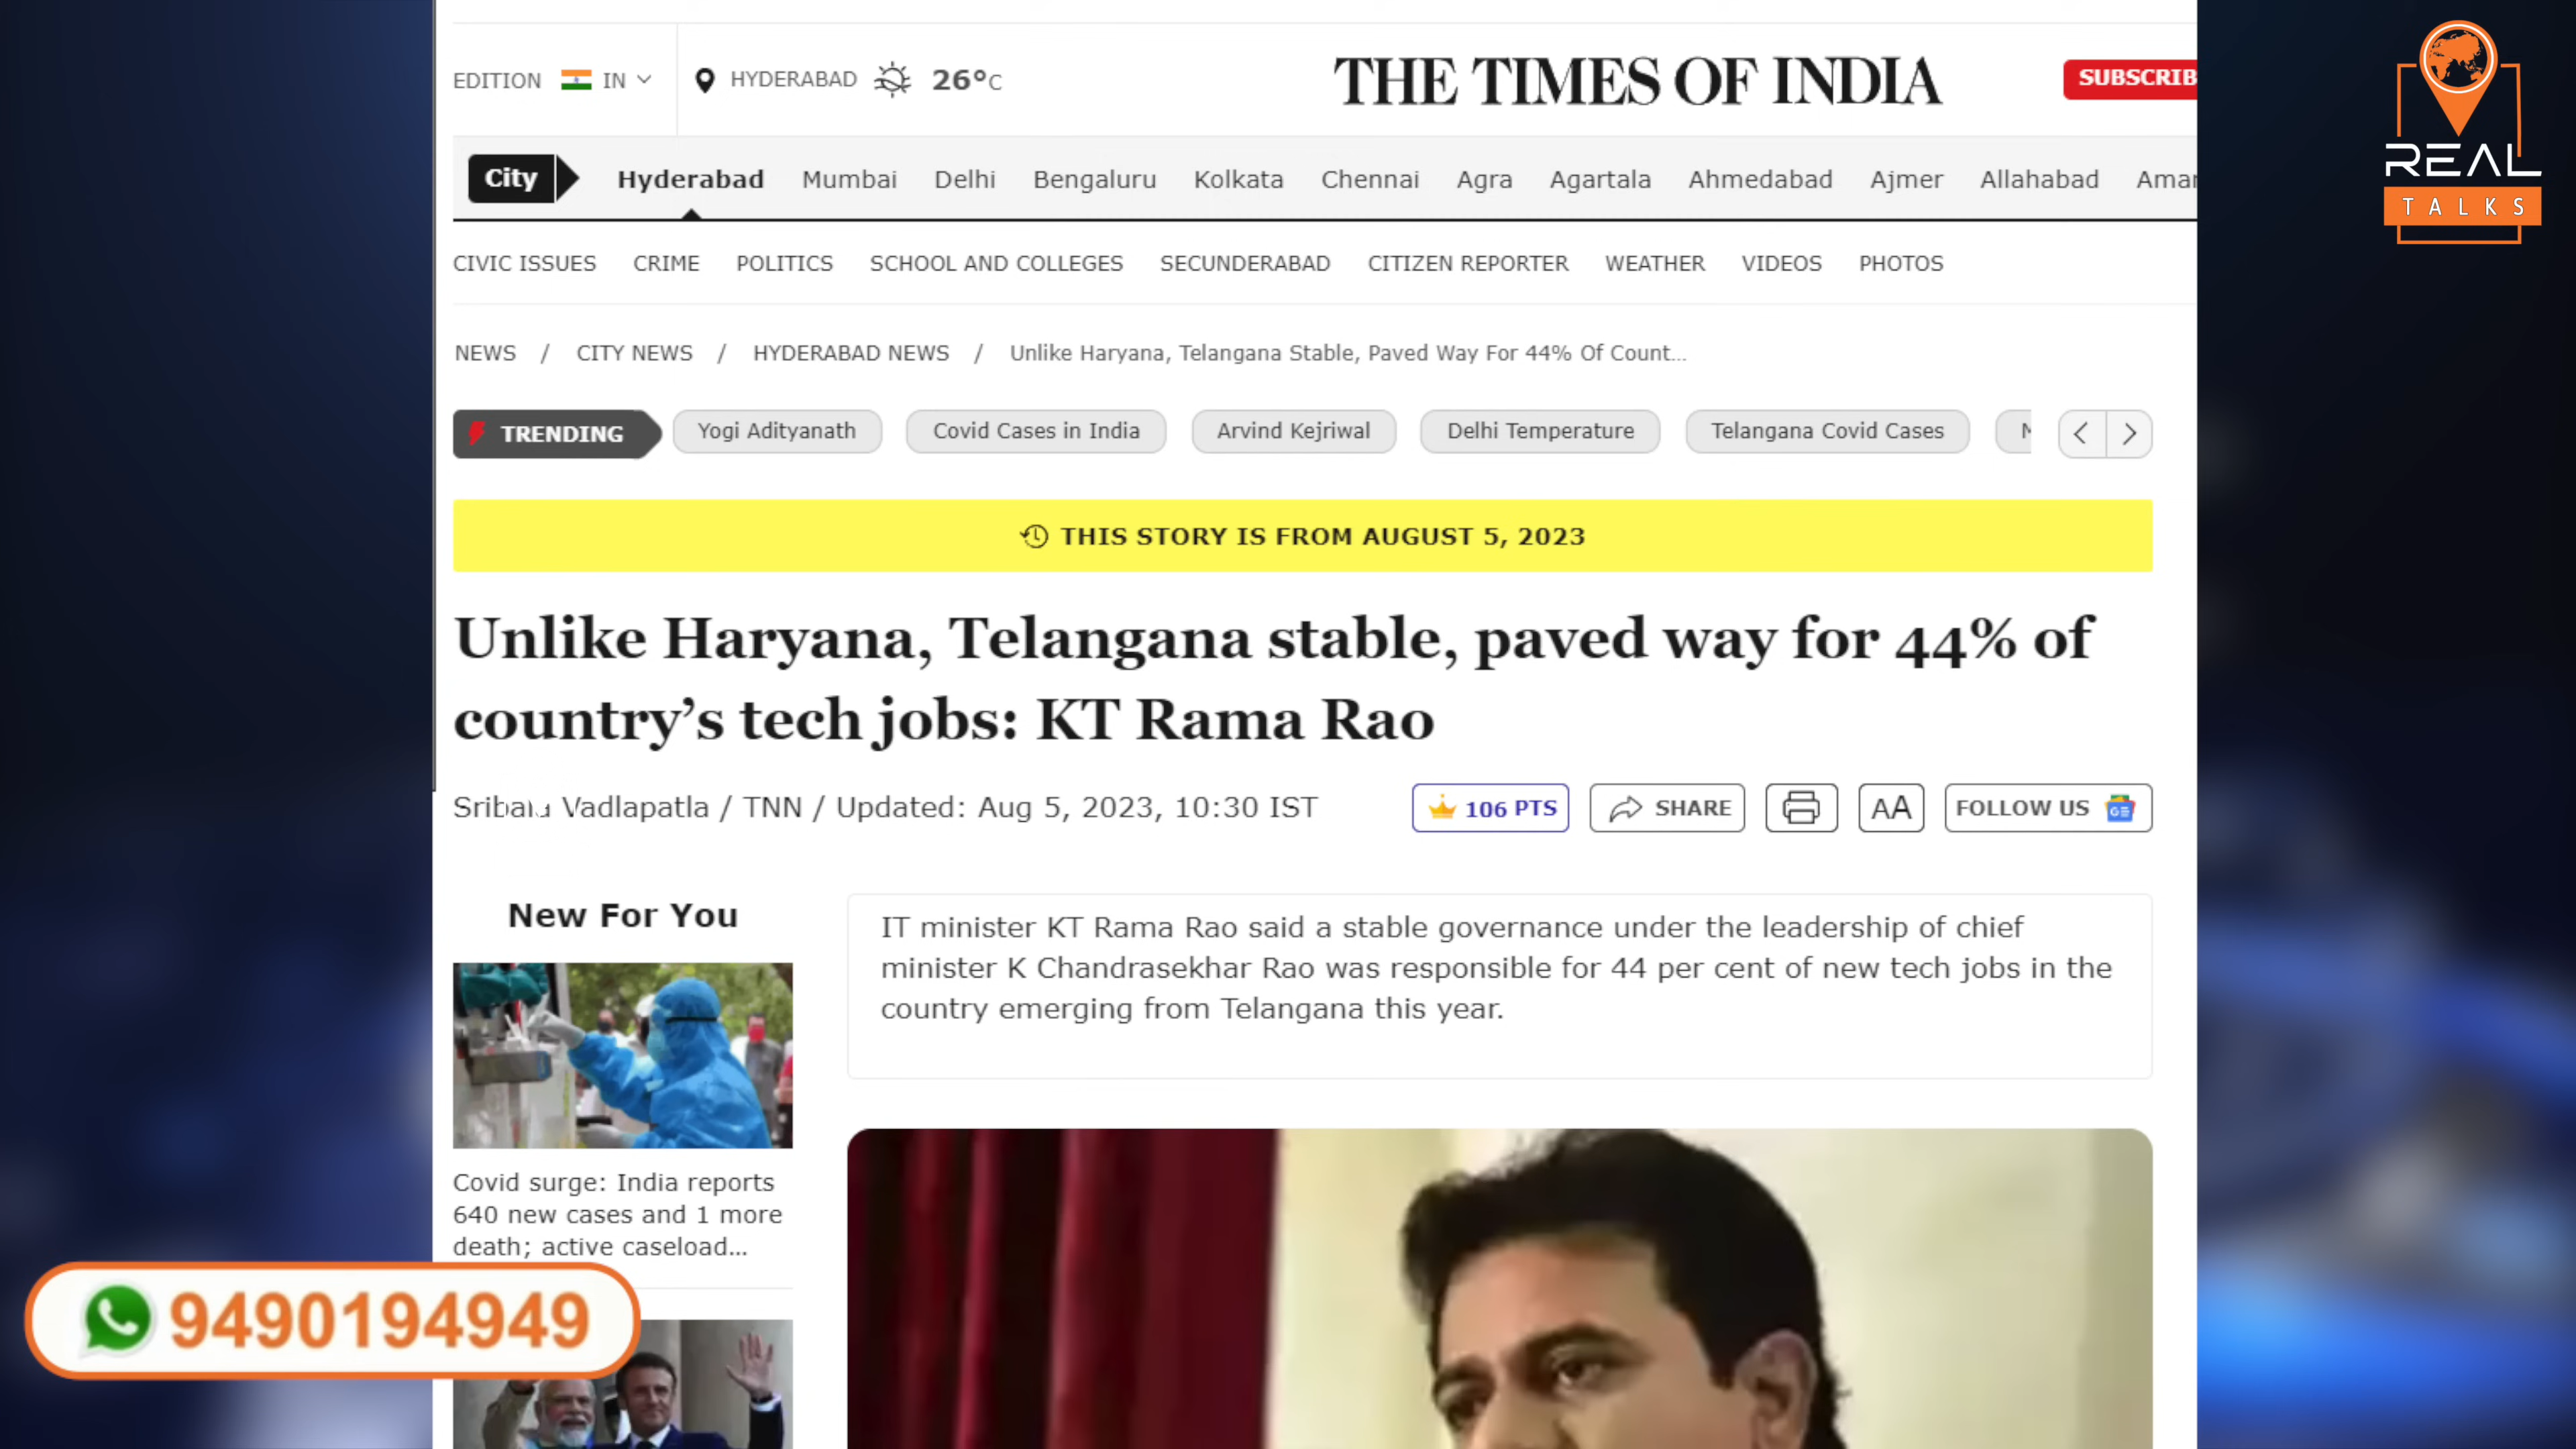 EDITION IN
HYDERABAD 26°C
THE TIMES OF INDIA
SUBSCRIB
REAL
TALKS
City Hyderabad Mumbai Delhi Bengaluru Kolkata Chennai Agra Agartala Ahmedabad Ajmer Allahabad Amar
CIVIC ISSUES CRIME POLITICS SCHOOL AND COLLEGES SECUNDERABAD CITIZEN REPORTER WEATHER VIDEOS PHOTOS
NEWS / CITY NEWS / HYDERABAD NEWS / Unlike Haryana, Telangana Stable, Paved Way For 44% Of Count...
TRENDING Yogi Adityanath Covid Cases in India Arvind Kejriwal Delhi Temperature Telangana Covid Cases
THIS STORY IS FROM AUGUST 5, 2023
Unlike Haryana, Telangana stable, paved way for 44% of
country's tech jobs: KT Rama Rao
Vadlapatla / TNN / Updated: Aug 5, 2023, 10:30 IST
106 PTS SHARE AA FOLLOW US
New For You
IT minister KT Rama Rao said a stable governance under the leadership of chief
minister K Chandrasekhar Rao was responsible for 44 per cent of new tech jobs in the
country emerging from Telangana this year.
Covid surge: India reports
640 new cases and 1 more
death; active caseload...
9490194949